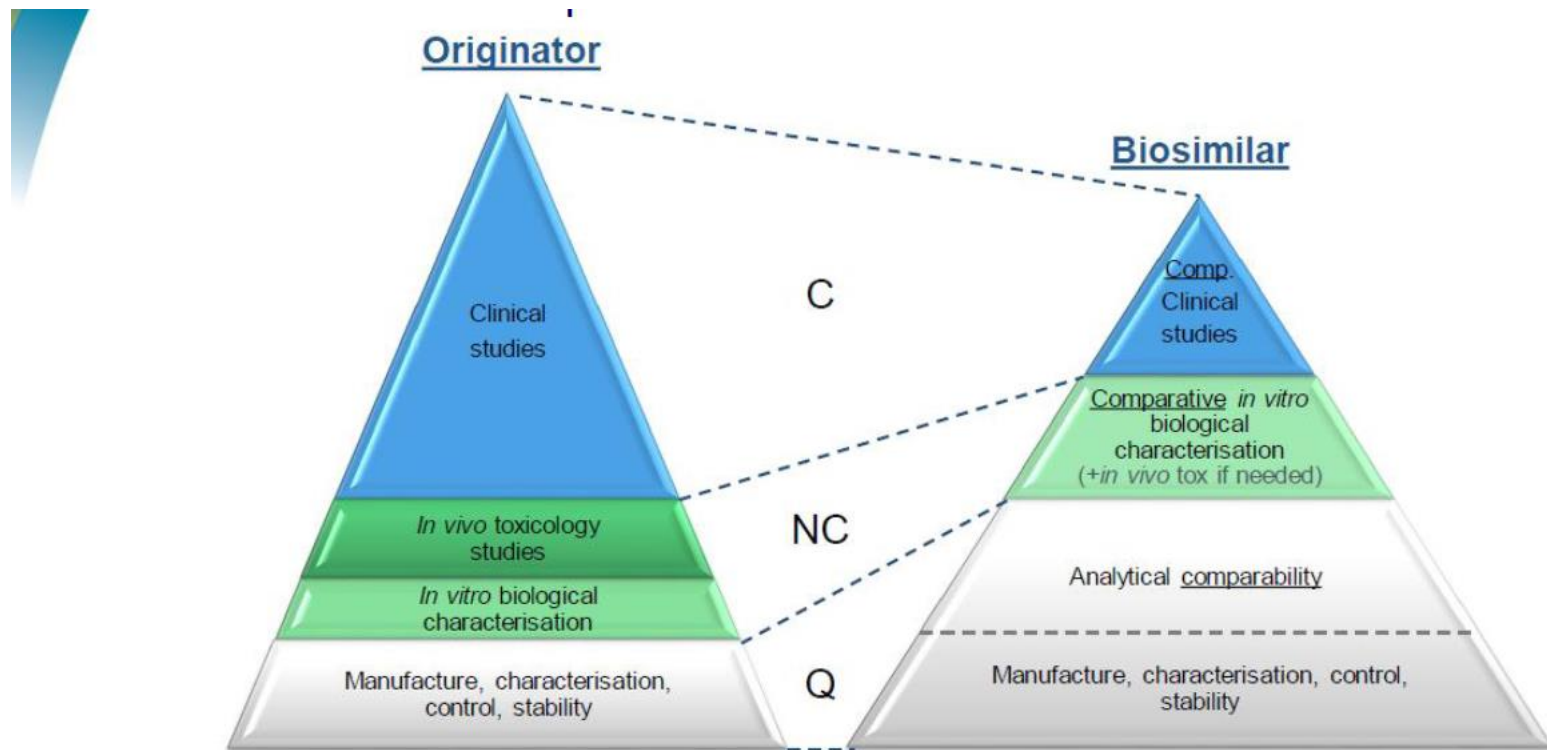 Originator
Biosimilar
Clinical
studies
In vivo toxicology
studies
In vitro biological
characterisation
Manufacture, characterisation,
control, stability
C
NC
Q
Comp.
Clinical
studies
Comparative in vitro
biological
characterisation
(+in vivo tox if needed)
Analytical comparability
Manufacture, characterisation, control,
stability